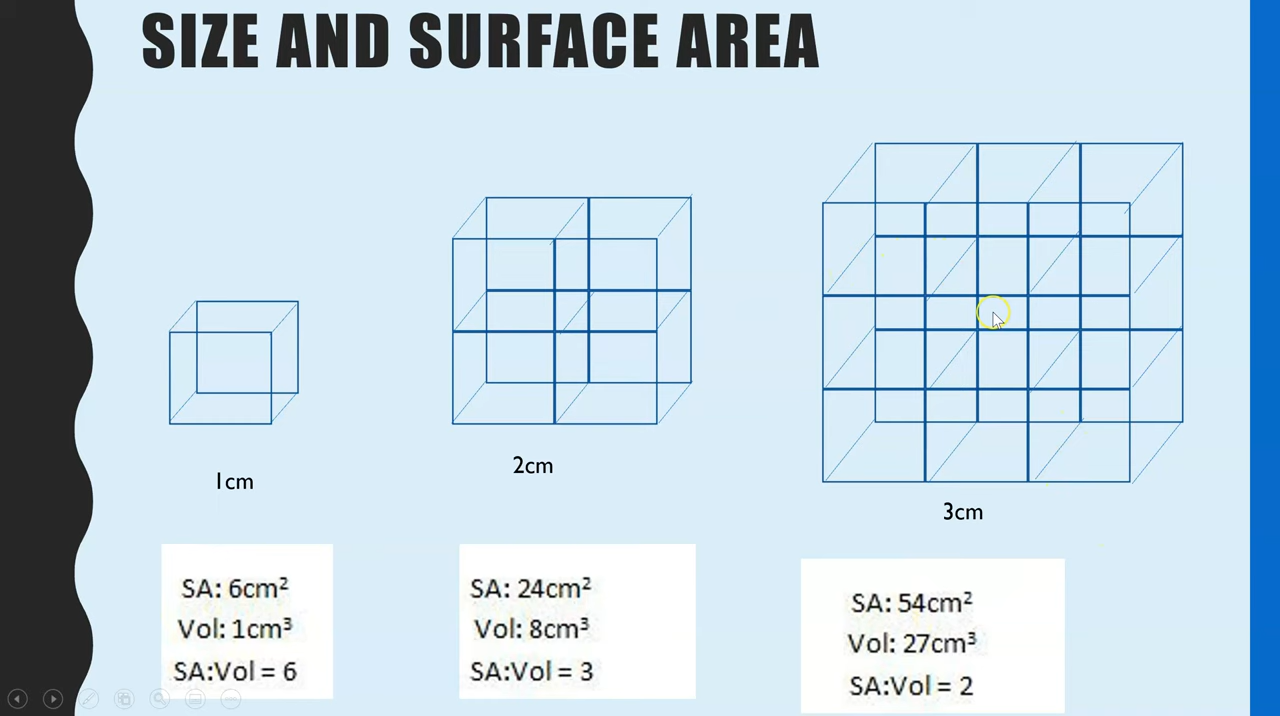 SIZE AND SURFACE AREA
1cm
2cm
3cm
SA: 6cm²
Vol: 1cm³
SA:Vol = 6
SA: 24cm²
Vol: 8cm³
SA:Vol = 3
SA: 54cm²
Vol: 27cm³
SA:Vol = 2